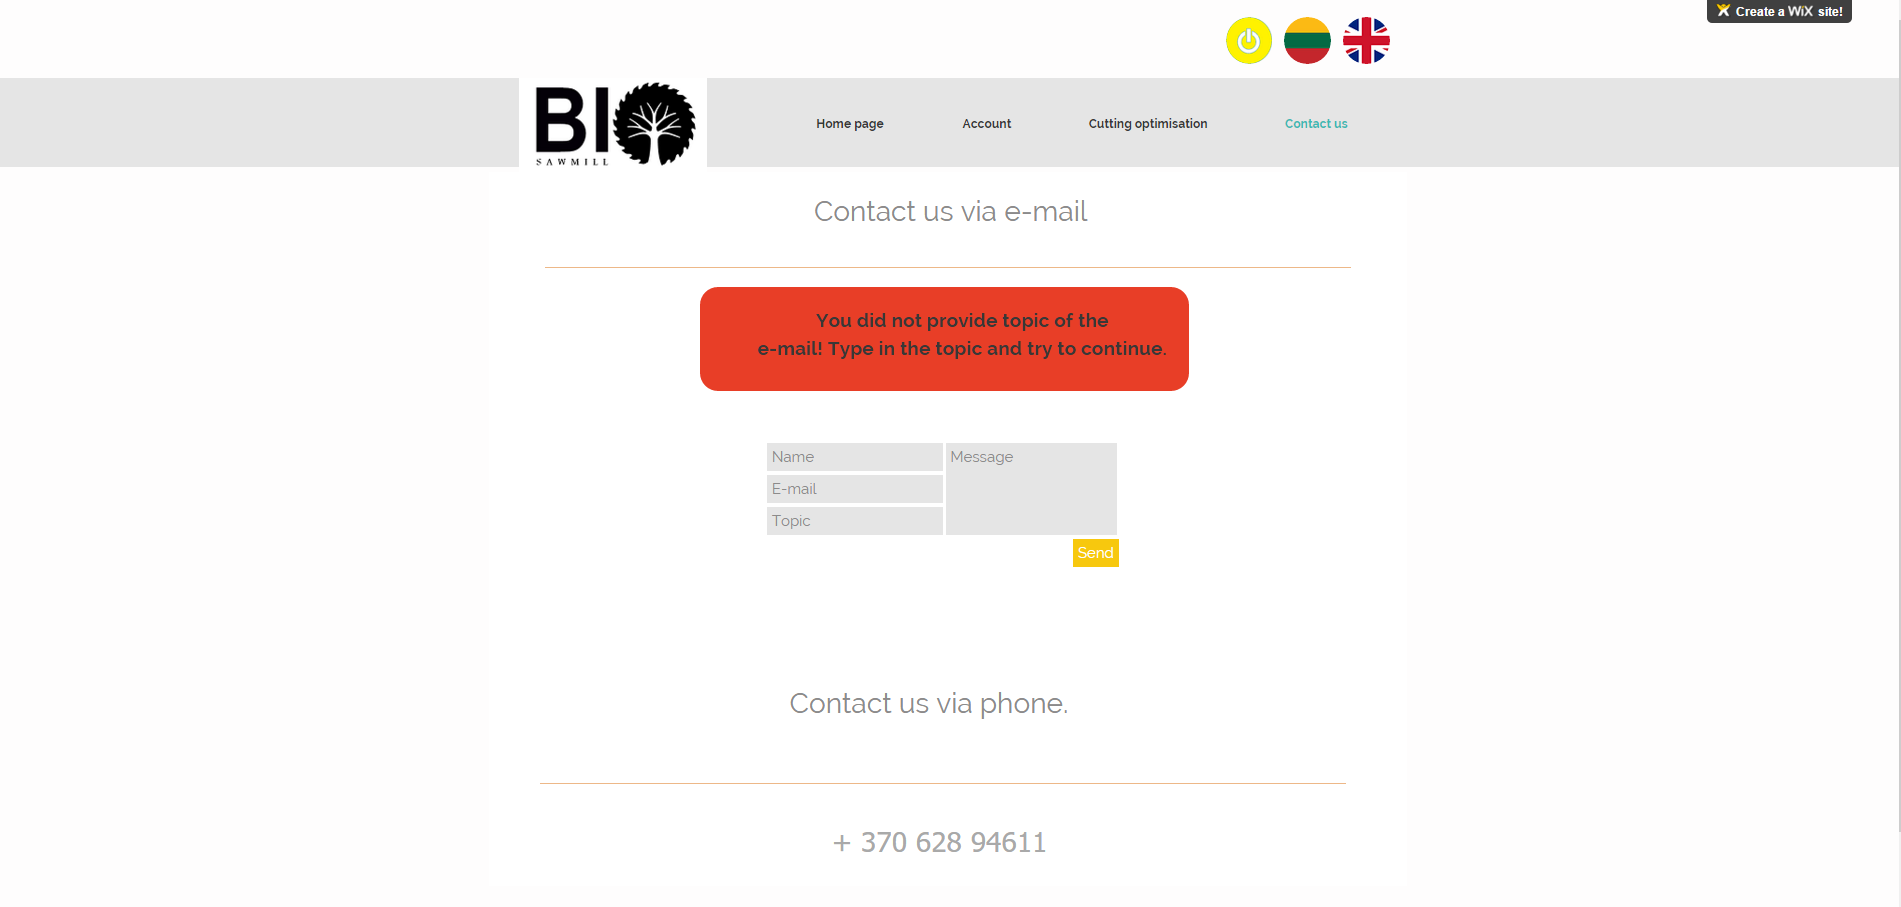 Create a WiX site!
BIO
SAWMILL
Home page
Account
Cutting optimisation
Contact us
Contact us via e-mail
You did not provide topic of the
e-mail! Type in the topic and try to continue.
Name
Message
E-mail
Topic
Send
Contact us via phone.
+ 370 628 94611